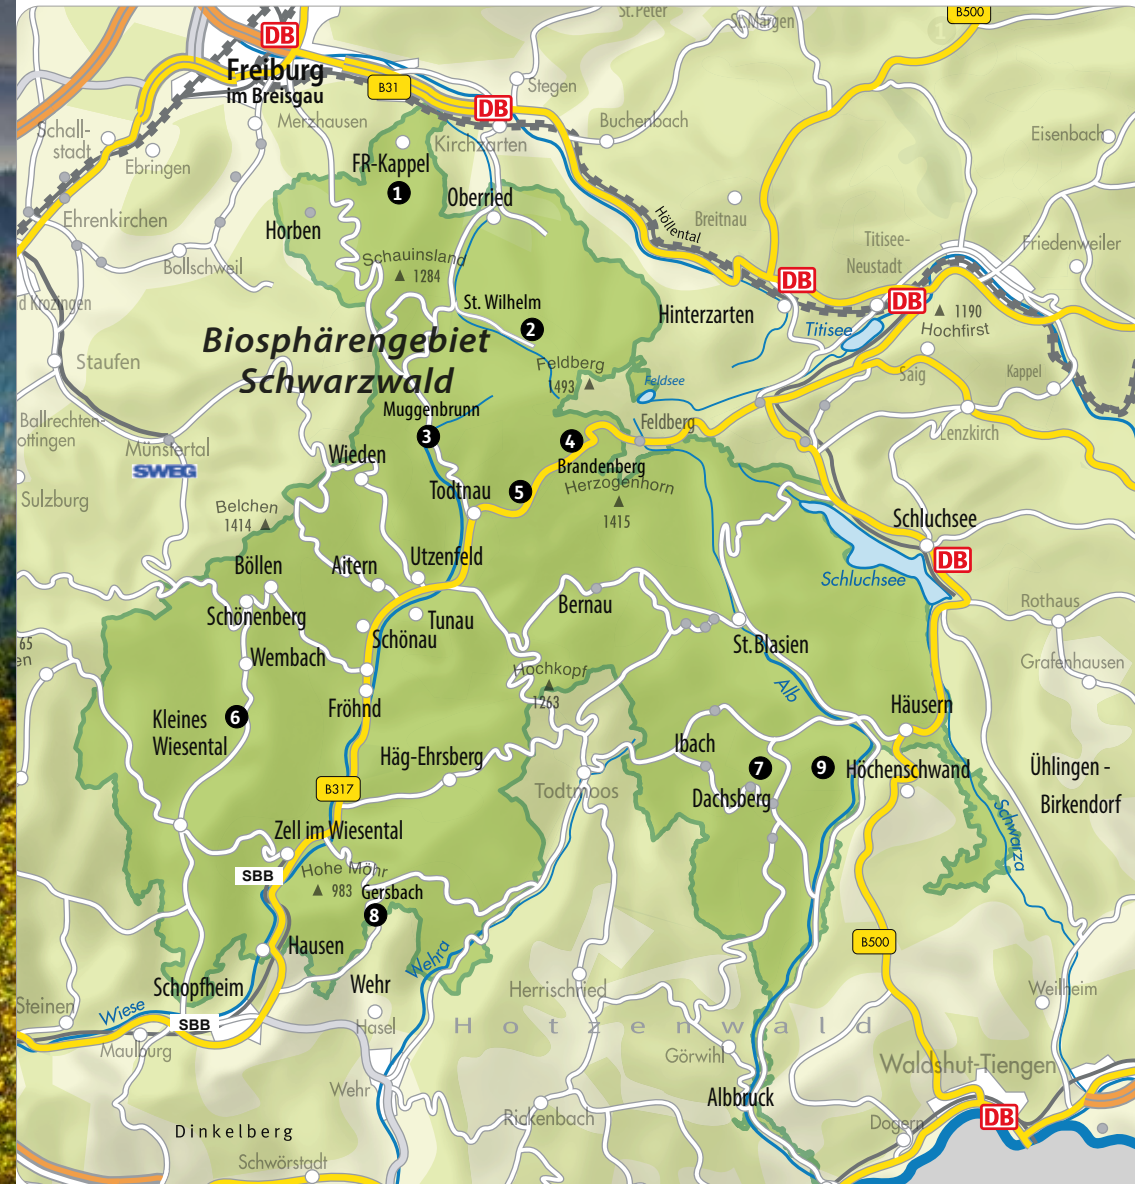 St. Peter
St. Margen
B500
DB
Freiburg
im Breisgau
B31
DB
Stegen
Merzhausen
Kirchzarten
Buchenbach
Eisenbach
Schall-
stadt
Ebringen
FR-Kappel
1
Oberried
Breitnau
Höllental
Ehrenkirchen
Horben
Titisee-
Neustadt
Friedenweiler
Bollschweil
Schauinsland
1284
DB
DB
d Krozingen
St. Wilhelm
2
Hinterzarten
Titisee
1190
Hochfirst
Biosphärengebiet
Schwarzwald
Staufen
Feldberg
1493
Feldsee
Saig
Kappel
Ballrechten-
ottingen
Muggenbrunn
3
Feldberg
Lenzkirch
Münstertal
SWEG
Wieden
4
Brandenberg
Sulzburg
Todtnau
5
Herzogenhorn
1415
Belchen
1414
Schluchsee
DB
Böllen
Aitern
Utzenfeld
Schluchsee
Schönenberg
Tunau
Bernau
Rothaus
Schönau
St. Blasien
65
en
Wembach
Hochkopf
1263
Grafenhausen
Alb
Kleines
Wiesental
6
Fröhnd
Häusern
Häg-Ehrsberg
Ibach
7
9
Höchenschwand
Ühlingen -
Birkendorf
B317
Todtmoos
Dachsberg
Schwarza
Zell im Wiesental
SBB
Hohe Möhr
983
Gersbach
8
Hausen
Wehra
B500
Schopfheim
Wehr
Herrischried
Weilheim
Steinen
Wiese
SBB
Hasel
Hotzenwald
Maulburg
Görwihl
Waldshut-Tiengen
Wehr
Albbruck
Rickenbach
Dogern
DB
Dinkelberg
Schwörstadt